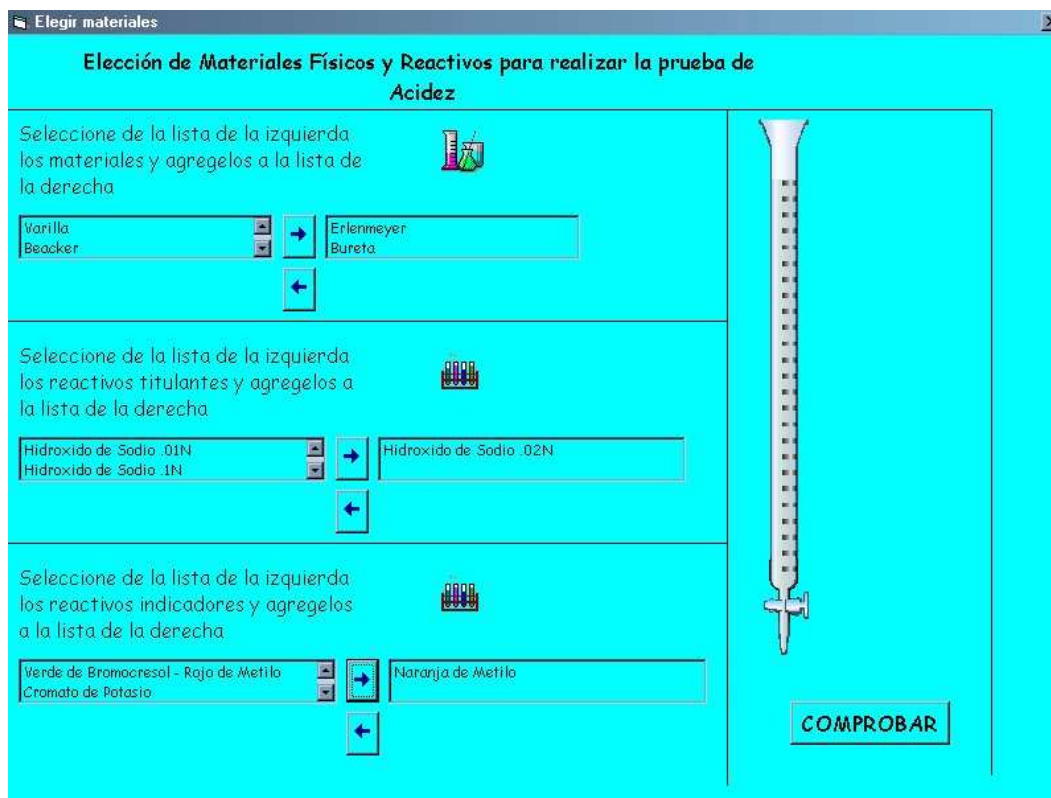 Elegir materiales
Elección de Materiales Físicos y Reactivos para realizar la prueba de
Acidez
Seleccione de la lista de la izquierda
los materiales y agregelos a la lista de
la derecha
Varilla
Beacker
Erlenmeyer
Bureta
Seleccione de la lista de la izquierda
los reactivos titulantes y agregelos a
la lista de la derecha
Hidroxido de Sodio .01N
Hidroxido de Sodio .1N
Hidroxido de Sodio .02N
Seleccione de la lista de la izquierda
los reactivos indicadores y agregelos
a la lista de la derecha
Verde de Bromocresol - Rojo de Metilo
Cromato de Potasio
Naranja de Metilo
COMPROBAR